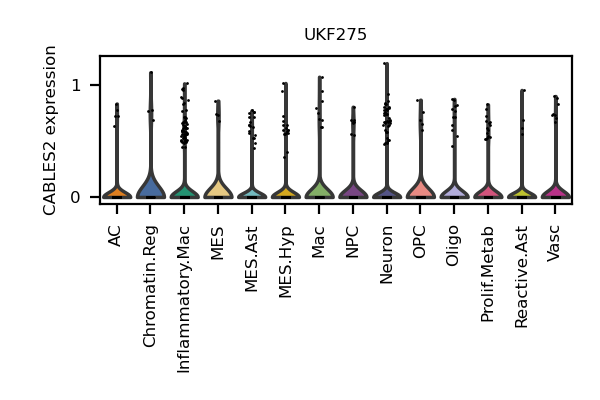 UKF275
CABLES2 expression
1
0
AC
Chromatin.Reg
Inflammatory.Mac
MES
MES.Ast
MES.Hyp
Mac
NPC
Neuron
OPC
Oligo
Prolif.Metab
Reactive.Ast
Vasc